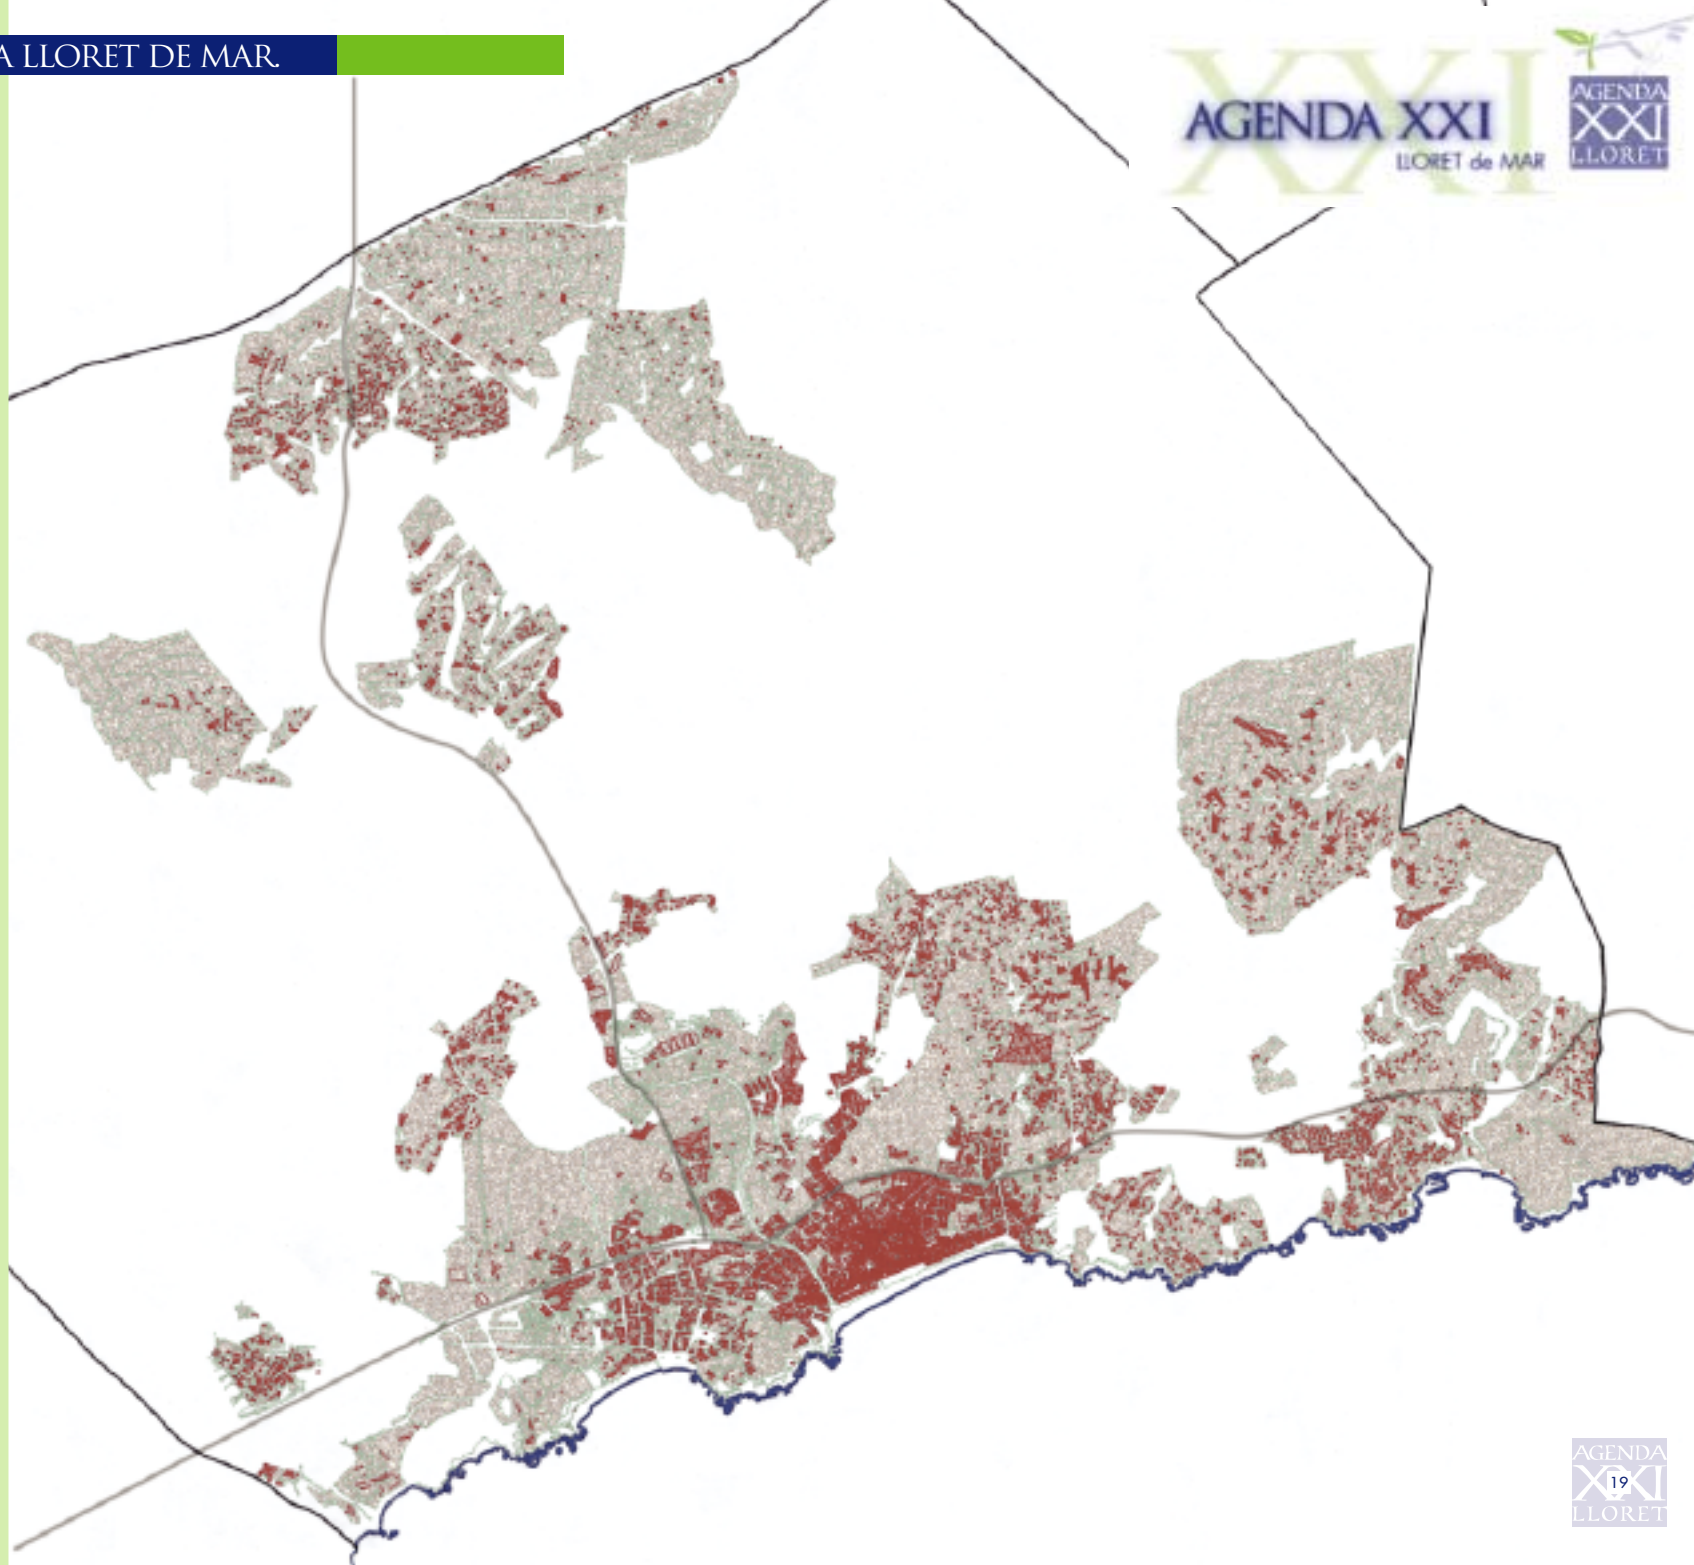 A LLORET DE MAR.
AGENDA XXI
LLORET de MAR
AGENDA
XXI
LLORET
AGENDA
XXI
19
LLORET